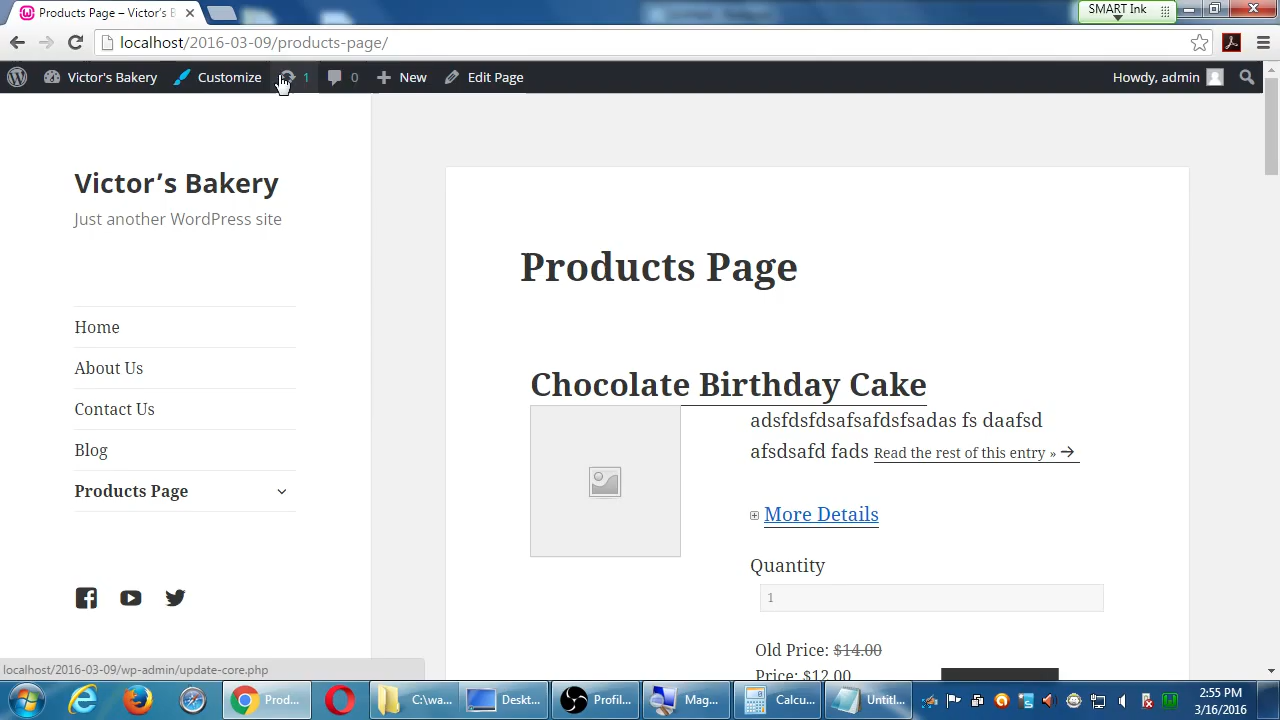 Products Page – Victor's B
SMART Ink
localhost/2016-03-09/products-page/
Victor's Bakery Customize 1 0 New Edit Page Howdy, admin
Victor's Bakery
Just another WordPress site
Home
About Us
Contact Us
Blog
Products Page
Products Page
Chocolate Birthday Cake
adsfdsfdsafsafdsfsadas fs daafsd
afsdsafd fads Read the rest of this entry » →
More Details
Quantity
1
Old Price: $14.00
Price: $12.00
localhost/2016-03-09/wp-admin/update-core.php
Prod... C:\wa... Deskt... Profil... Mag... Calcu... Untitl...
2:55 PM
3/16/2016